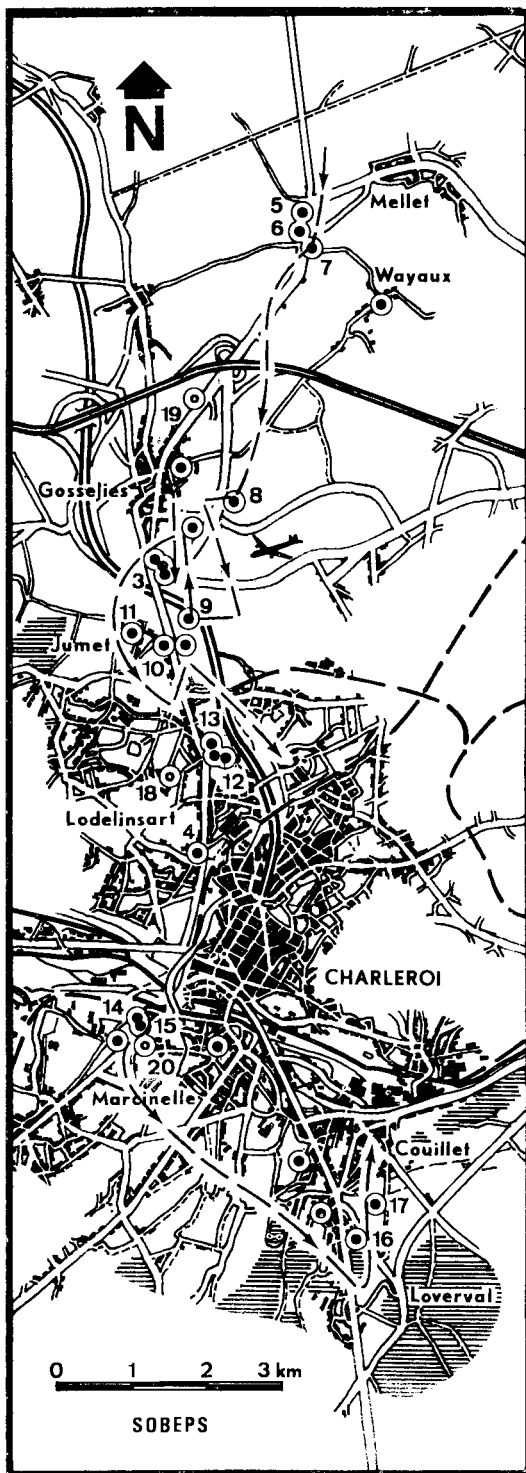 N
5
Mellet
6
7
Wayaux
19
Gosselies
8
3
9
11
Jumet
10
13
18
12
Lodelinsart
4
CHARLEROI
14
15
20
Marcinelle
Couillet
17
16
Loverval
0 1 2 3 km
SOBEPS